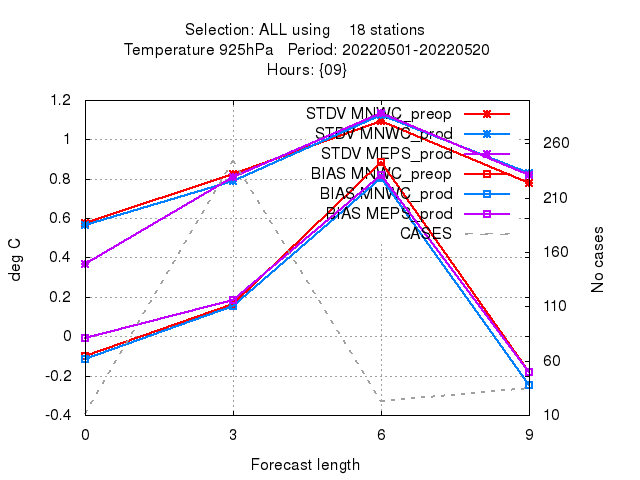 Selection: ALL using    18 stations
Temperature 925hPa   Period: 20220501-20220520
Hours: {09}
1.2
1
0.8
0.6
0.4
0.2
0
-0.2
-0.4
deg C
STDV MNWC_preop
STDV MNWC_prod
STDV MEPS_prod
BIAS MNWC_preop
BIAS MNWC_prod
BIAS MEPS_prod
CASES
260
210
160
110
60
10
No cases
0 3 6 9
Forecast length